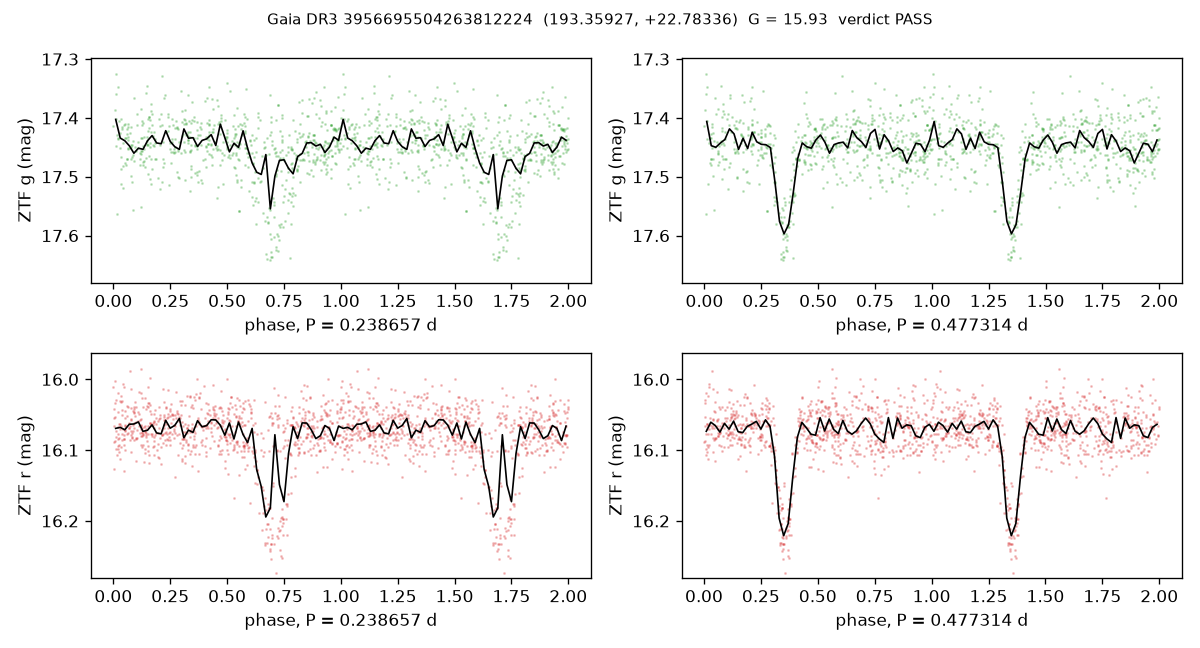 Gaia DR3 3956695504263812224  (193.35927, +22.78336)  G = 15.93  verdict PASS
17.3
17.4
17.5
17.6
ZTF g (mag)
0.00 0.25 0.50 0.75 1.00 1.25 1.50 1.75 2.00
phase, P = 0.238657 d
17.3
17.4
17.5
17.6
ZTF g (mag)
0.00 0.25 0.50 0.75 1.00 1.25 1.50 1.75 2.00
phase, P = 0.477314 d
16.0
16.1
16.2
ZTF r (mag)
0.00 0.25 0.50 0.75 1.00 1.25 1.50 1.75 2.00
phase, P = 0.238657 d
16.0
16.1
16.2
ZTF r (mag)
0.00 0.25 0.50 0.75 1.00 1.25 1.50 1.75 2.00
phase, P = 0.477314 d